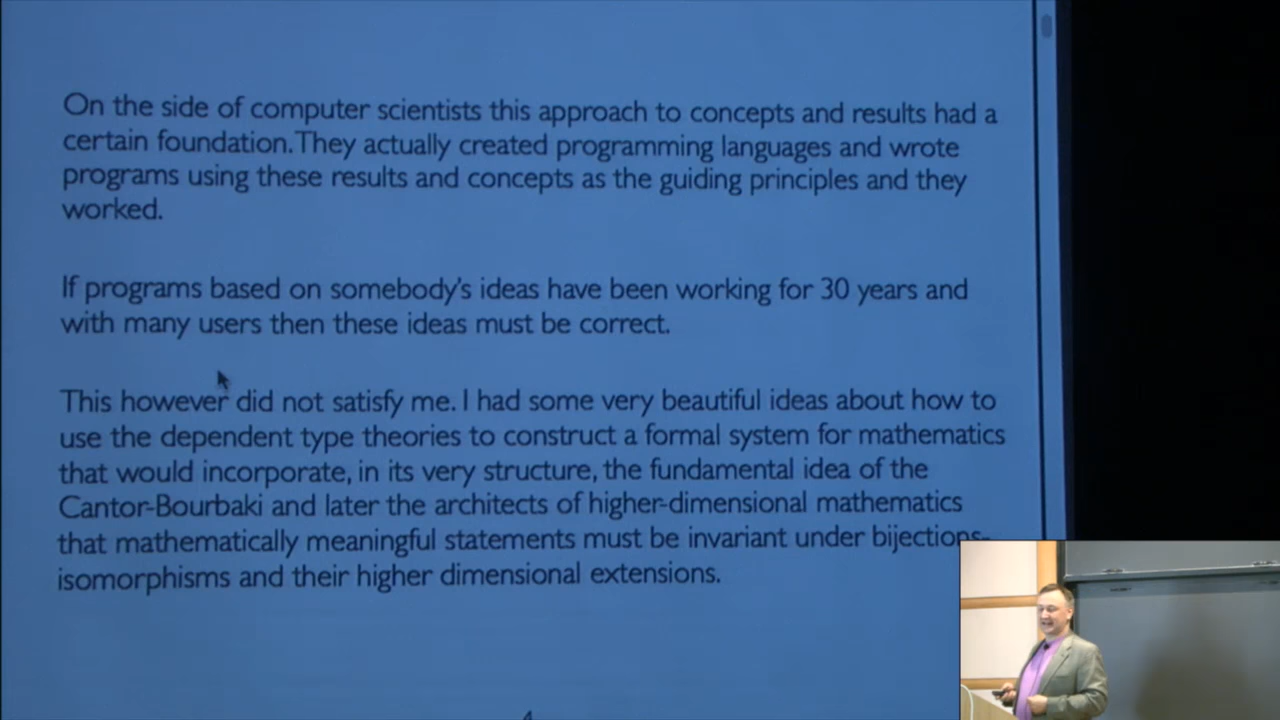 On the side of computer scientists this approach to concepts and results had a
certain foundation. They actually created programming languages and wrote
programs using these results and concepts as the guiding principles and they
worked.
If programs based on somebody's ideas have been working for 30 years and
with many users then these ideas must be correct.
This however did not satisfy me. I had some very beautiful ideas about how to
use the dependent type theories to construct a formal system for mathematics
that would incorporate, in its very structure, the fundamental idea of the
Cantor-Bourbaki and later the architects of higher-dimensional mathematics
that mathematically meaningful statements must be invariant under bijections-
isomorphisms and their higher dimensional extensions.